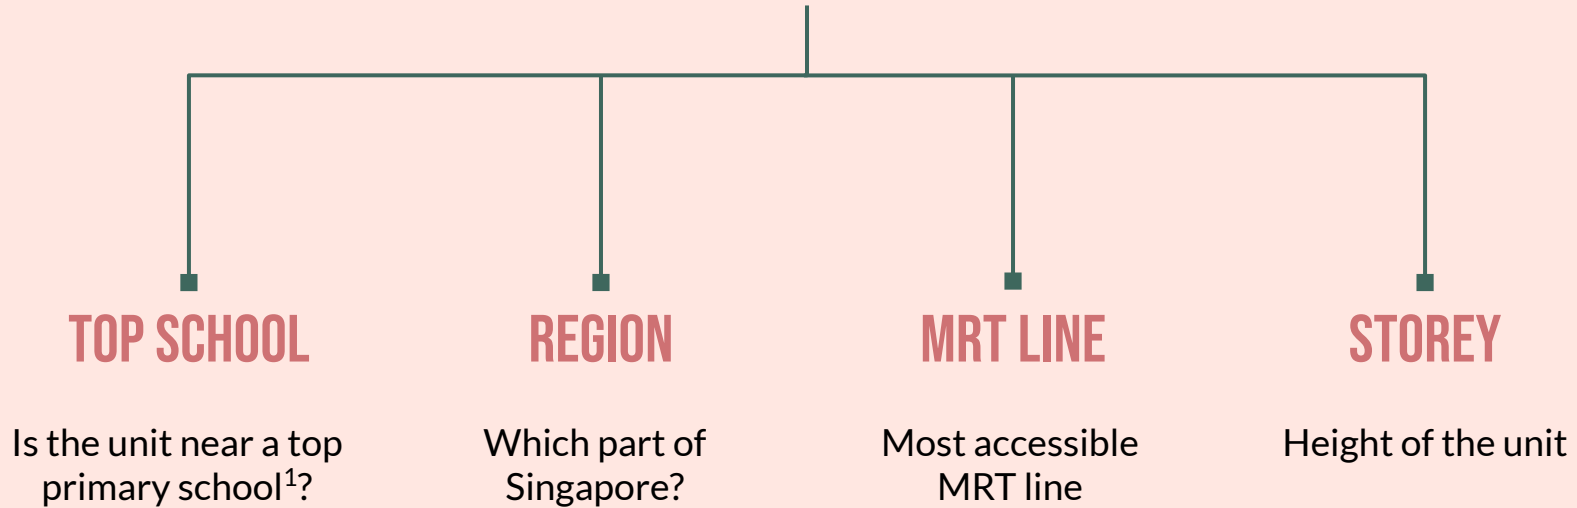 TOP SCHOOL
Is the unit near a top
primary school¹?
REGION
Which part of
Singapore?
MRT LINE
Most accessible
MRT line
STOREY
Height of the unit